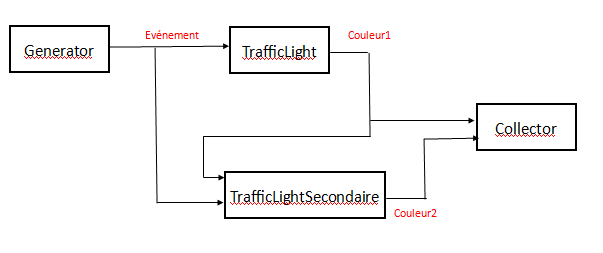 Evénement
Couleur1
Generator
TrafficLight
Collector
TrafficLightSecondaire
Couleur2